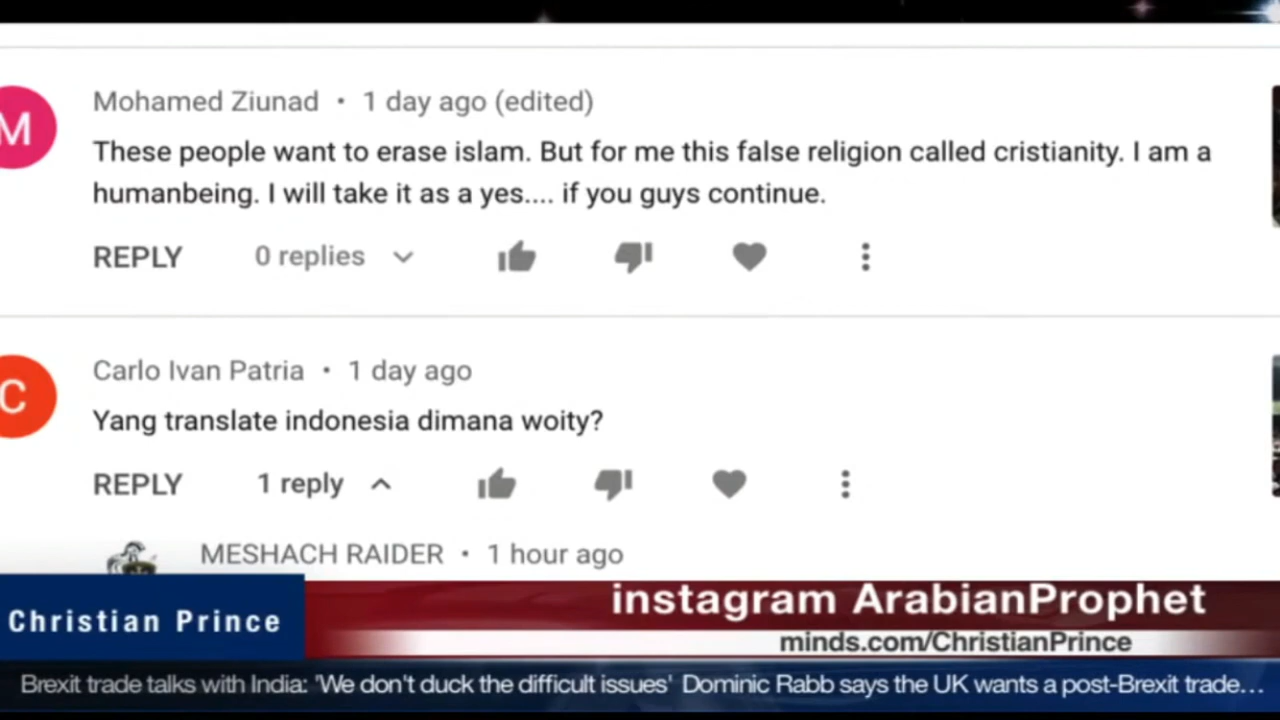 M
Mohamed Ziunad • 1 day ago (edited)
These people want to erase islam. But for me this false religion called cristianity. I am a
humanbeing. I will take it as a yes.... if you guys continue.
REPLY 0 replies
C
Carlo Ivan Patria • 1 day ago
Yang translate indonesia dimana woity?
REPLY 1 reply
MESHACH RAIDER • 1 hour ago
Christian Prince
instagram ArabianProphet
minds.com/ChristianPrince
Brexit trade talks with India: 'We don't duck the difficult issues' Dominic Rabb says the UK wants a post-Brexit trade...